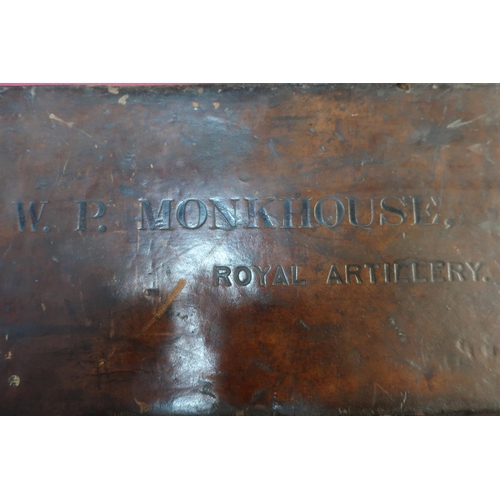 W. P. MONKHOUSE,
ROYAL ARTILLERY.